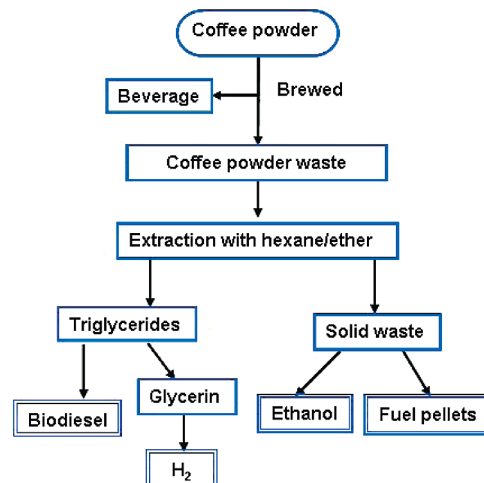 Coffee powder
Beverage
Brewed
Coffee powder waste
Extraction with hexane/ether
Triglycerides
Solid waste
Glycerin
Biodiesel
Ethanol
Fuel pellets
H₂